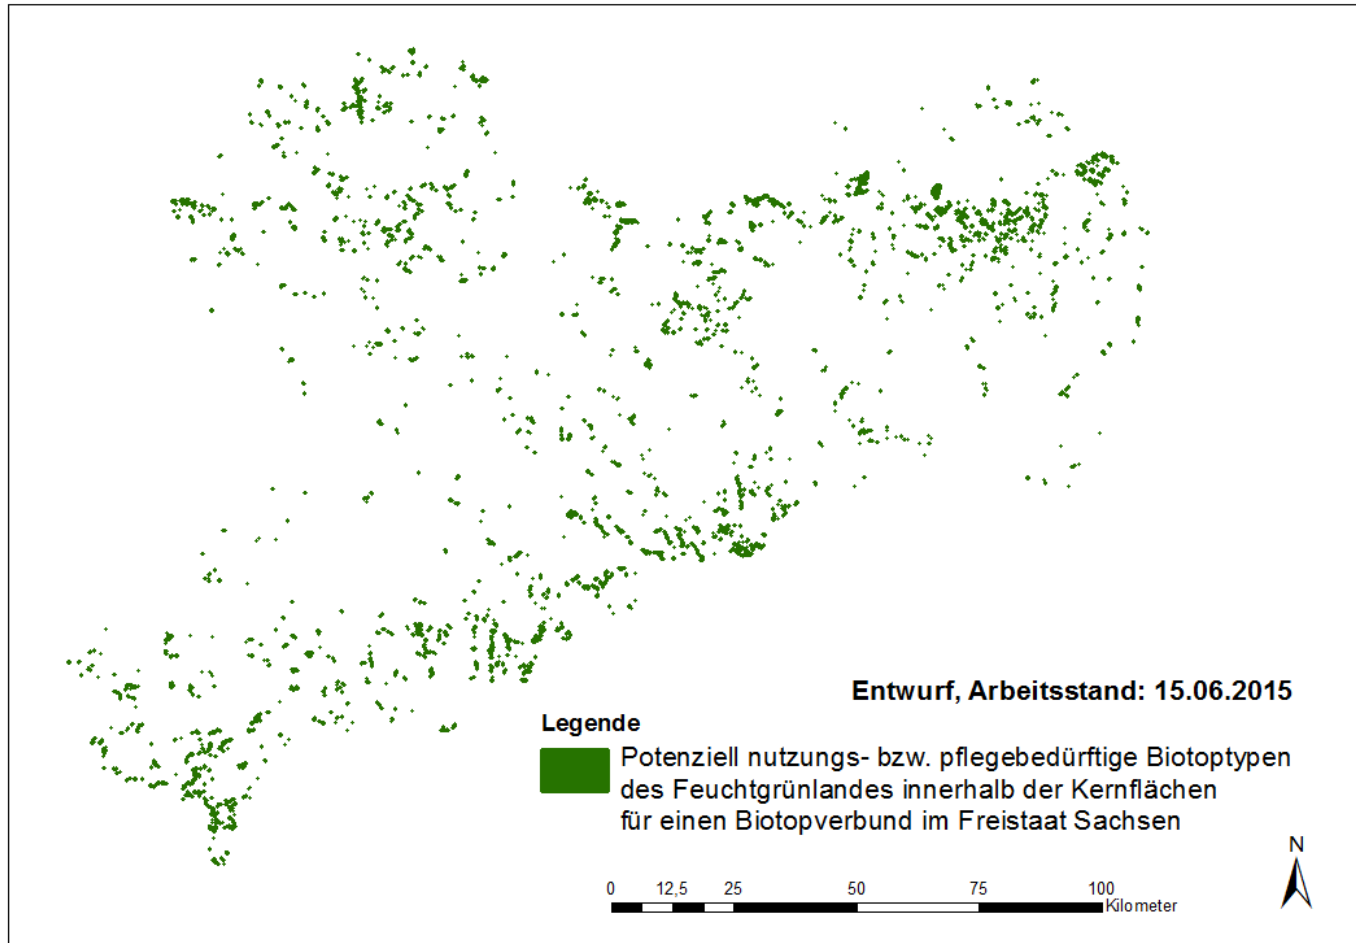 Entwurf, Arbeitsstand: 15.06.2015
Legende
Potenziell nutzungs- bzw. pflegebedürftige Biotoptypen
des Feuchtgrünlandes innerhalb der Kernflächen
für einen Biotopverbund im Freistaat Sachsen
N
0 12,5 25 50 75 100
Kilometer